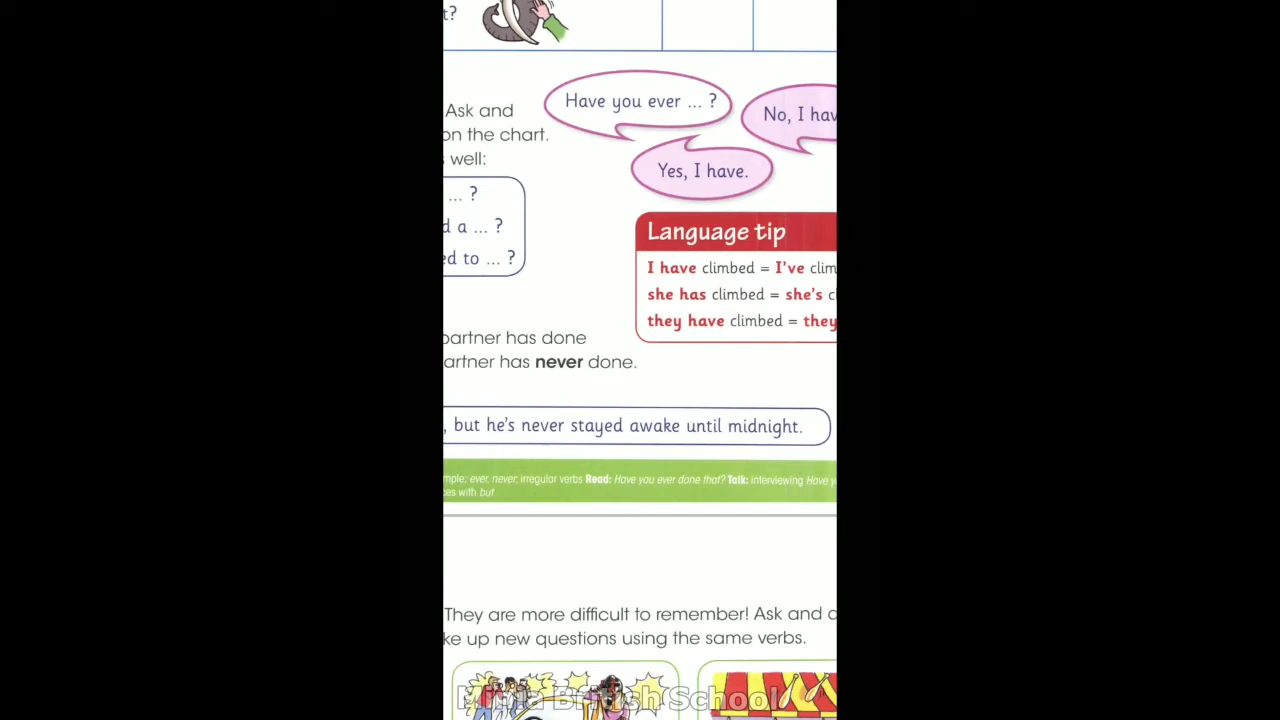 t?
Ask and
on the chart.
well:
Have you ever ... ?
No, I hav
Yes, I have.
... ?
d a ... ?
ed to ... ?
Language tip
I have climbed = I've clim
she has climbed = she's c
they have climbed = they
partner has done
artner has never done.
, but he's never stayed awake until midnight.
mple; ever, never; irregular verbs Read: Have you ever done that? Talk: interviewing Have y
es with but
They are more difficult to remember! Ask and a
ke up new questions using the same verbs.
British School